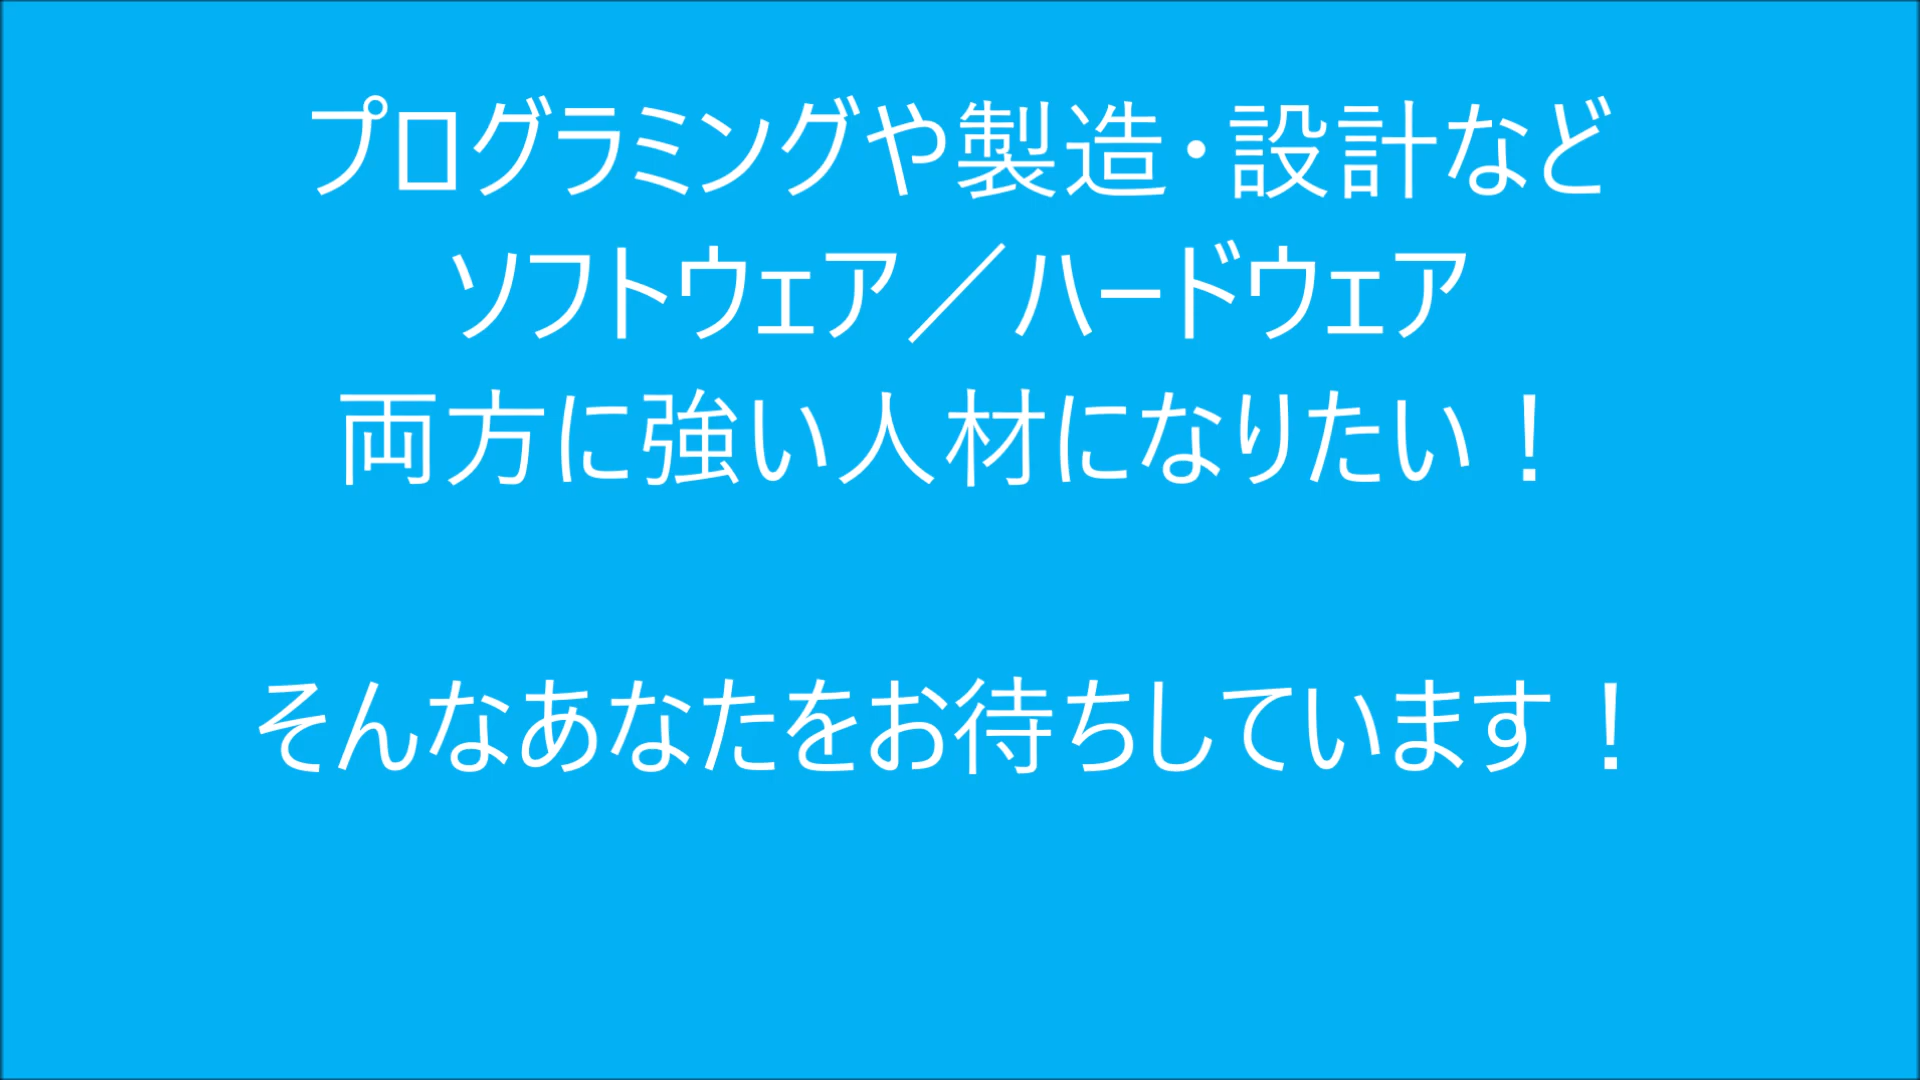 プログラミングや製造・設計など
ソフトウェア／ハードウェア
両方に強い人材になりたい！
そんなあなたをお待ちしています！